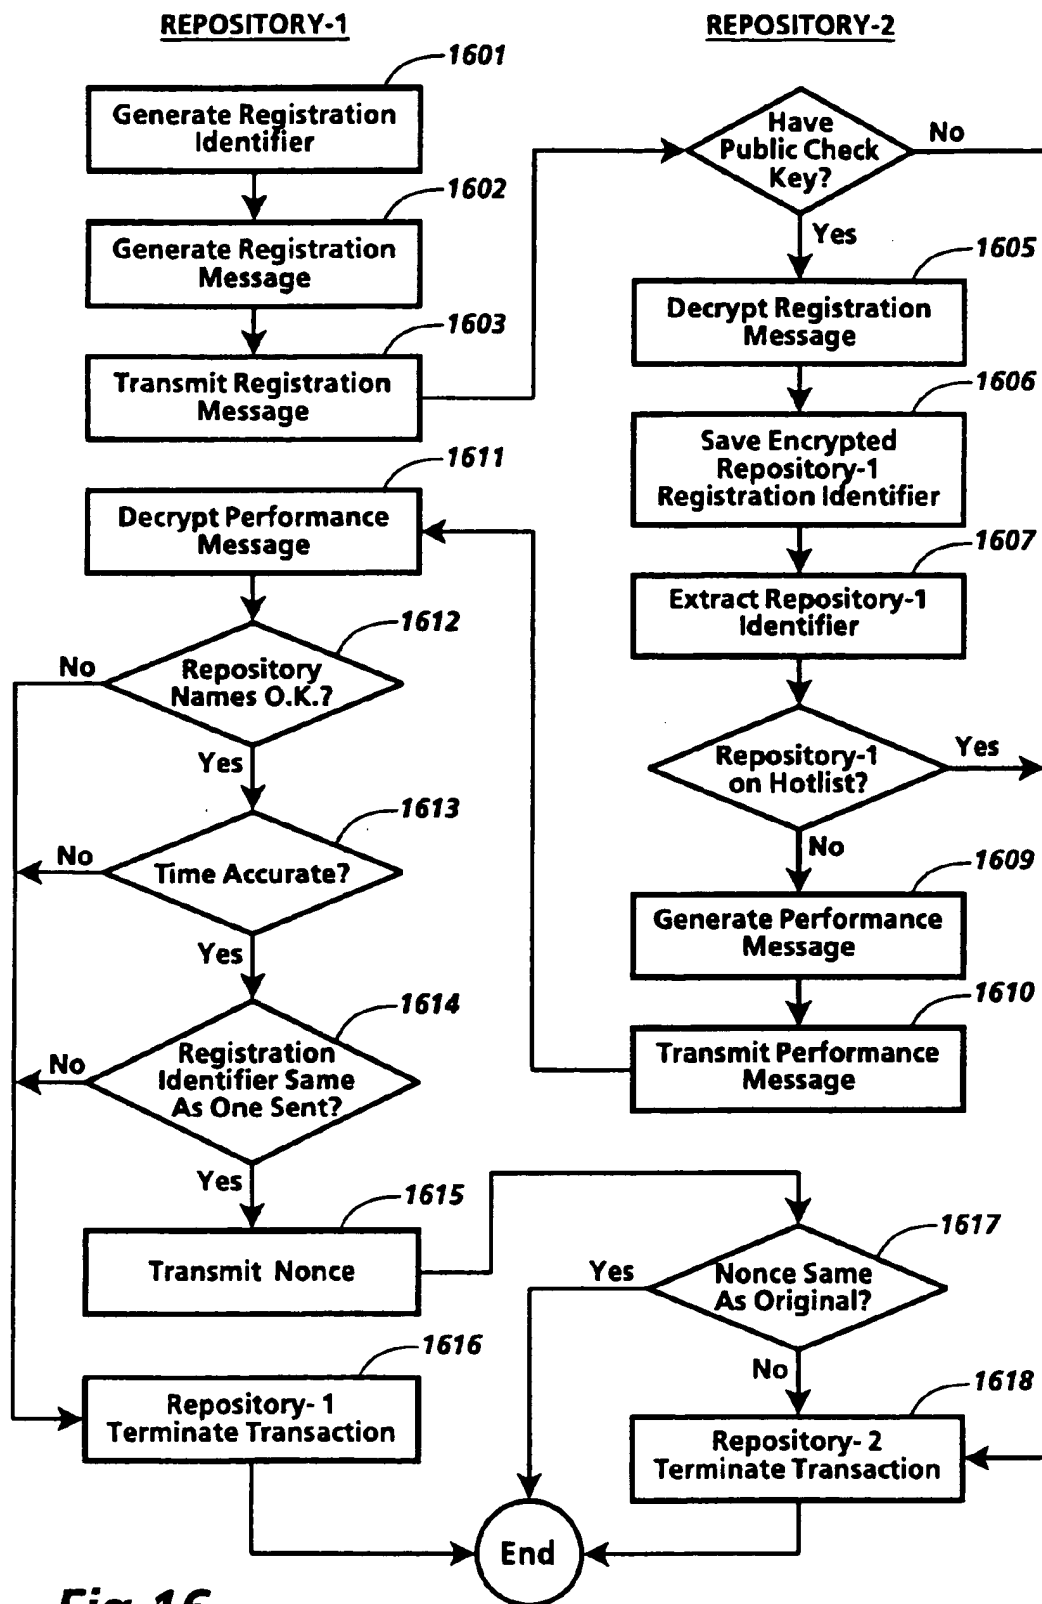 REPOSITORY-1
1601
Generate Registration
Identifier
1602
Generate Registration
Message
1603
Transmit Registration
Message
1611
Decrypt Performance
Message
1612
Repository
Names O.K.?
No
Yes
1613
Time Accurate?
No
Yes
1614
Registration
Identifier Same
As One Sent?
No
Yes
1615
Transmit Nonce
1616
Repository- 1
Terminate Transaction
REPOSITORY-2
Have
Public Check
Key?
No
Yes
1605
Decrypt Registration
Message
1606
Save Encrypted
Repository-1
Registration Identifier
1607
Extract Repository-1
Identifier
Repository-1
on Hotlist?
Yes
No
1609
Generate Performance
Message
1610
Transmit Performance
Message
1617
Nonce Same
As Original?
Yes
No
1618
Repository- 2
Terminate Transaction
End
Fig.16